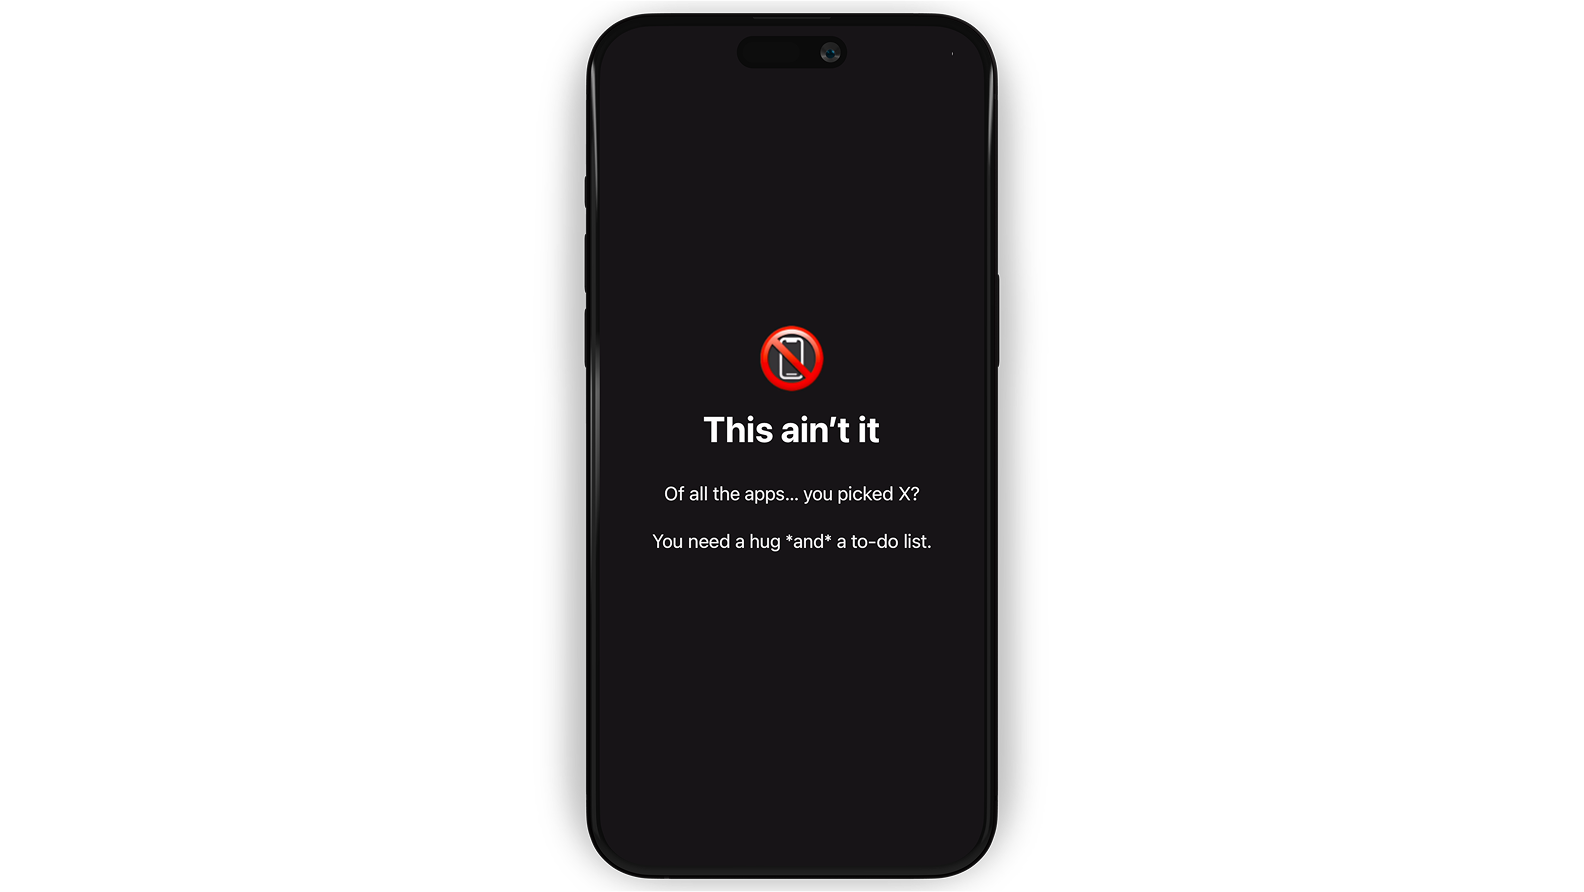 This ain’t it
Of all the apps... you picked X?
You need a hug *and* a to-do list.